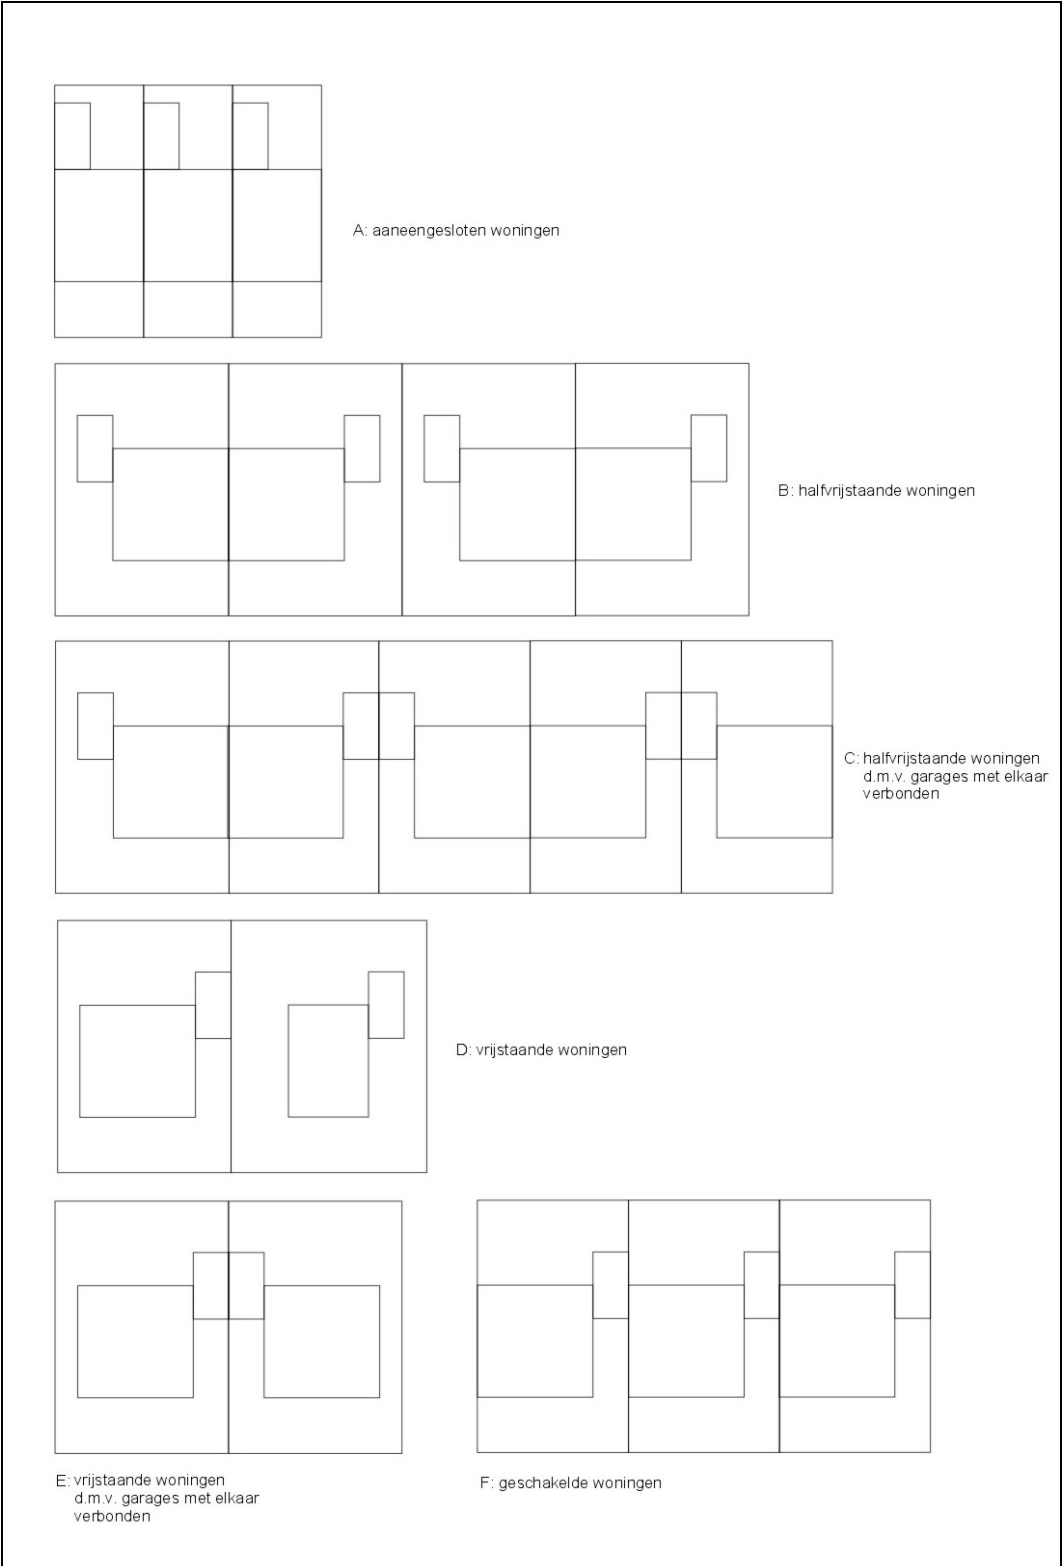 A: aaneengesloten woningen
B: halfvrijstaande woningen
C: halfvrijstaande woningen
d.m.v. garages met elkaar
verbonden
D: vrijstaande woningen
E: vrijstaande woningen
d.m.v. garages met elkaar
verbonden
F: geschakelde woningen